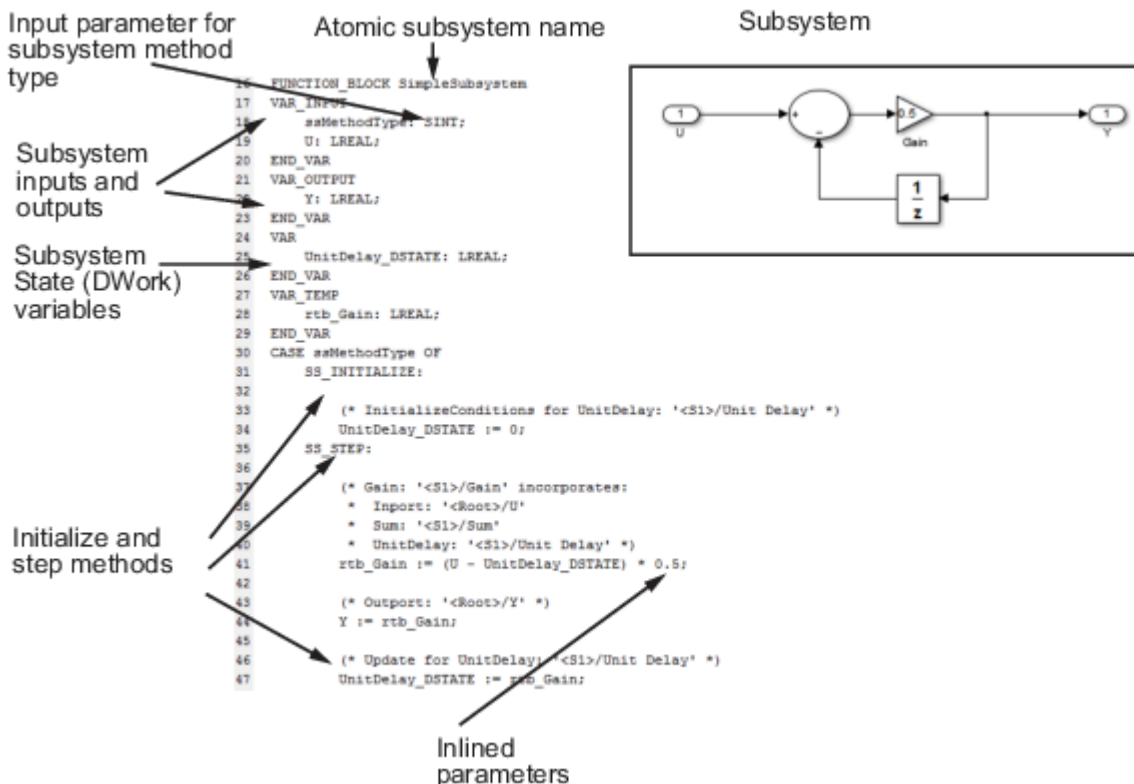 Input parameter for
subsystem method
type
Atomic subsystem name
Subsystem
Subsystem
inputs and
outputs
Subsystem
State (DWork)
variables
Initialize and
step methods
16 FUNCTION_BLOCK SimpleSubsystem
17 VAR_INPUT
18 ssMethodType: SINT;
19 U: LREAL;
20 END_VAR
21 VAR_OUTPUT
22 Y: LREAL;
23 END_VAR
24 VAR
25 UnitDelay_DSTATE: LREAL;
26 END_VAR
27 VAR_TEMP
28 rtb_Gain: LREAL;
29 END_VAR
30 CASE ssMethodType OF
31 SS_INITIALIZE:
32
33 (* InitializeConditions for UnitDelay: '<S1>/Unit Delay' *)
34 UnitDelay_DSTATE := 0;
35 SS_STEP:
36
37 (* Gain: '<S1>/Gain' incorporates:
38 * Inport: '<Root>/U'
39 * Sum: '<S1>/Sum'
40 * UnitDelay: '<S1>/Unit Delay' *)
41 rtb_Gain := (U - UnitDelay_DSTATE) * 0.5;
42
43 (* Outport: '<Root>/Y' *)
44 Y := rtb_Gain;
45
46 (* Update for UnitDelay: '<S1>/Unit Delay' *)
47 UnitDelay_DSTATE := rtb_Gain;
Inlined
parameters
1
U
+
−
0.5
Gain
1
Y
1
z